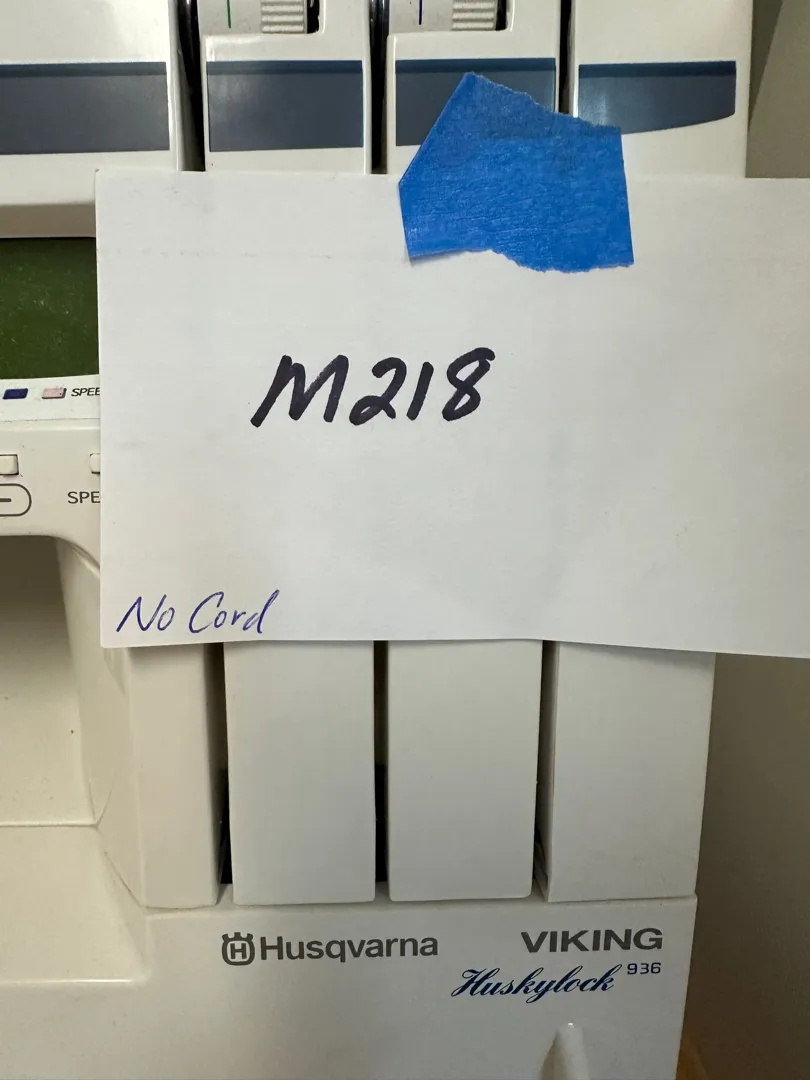 M218
SPEE
SPE
No Cord
Husqvarna VIKING
Huskylock 936